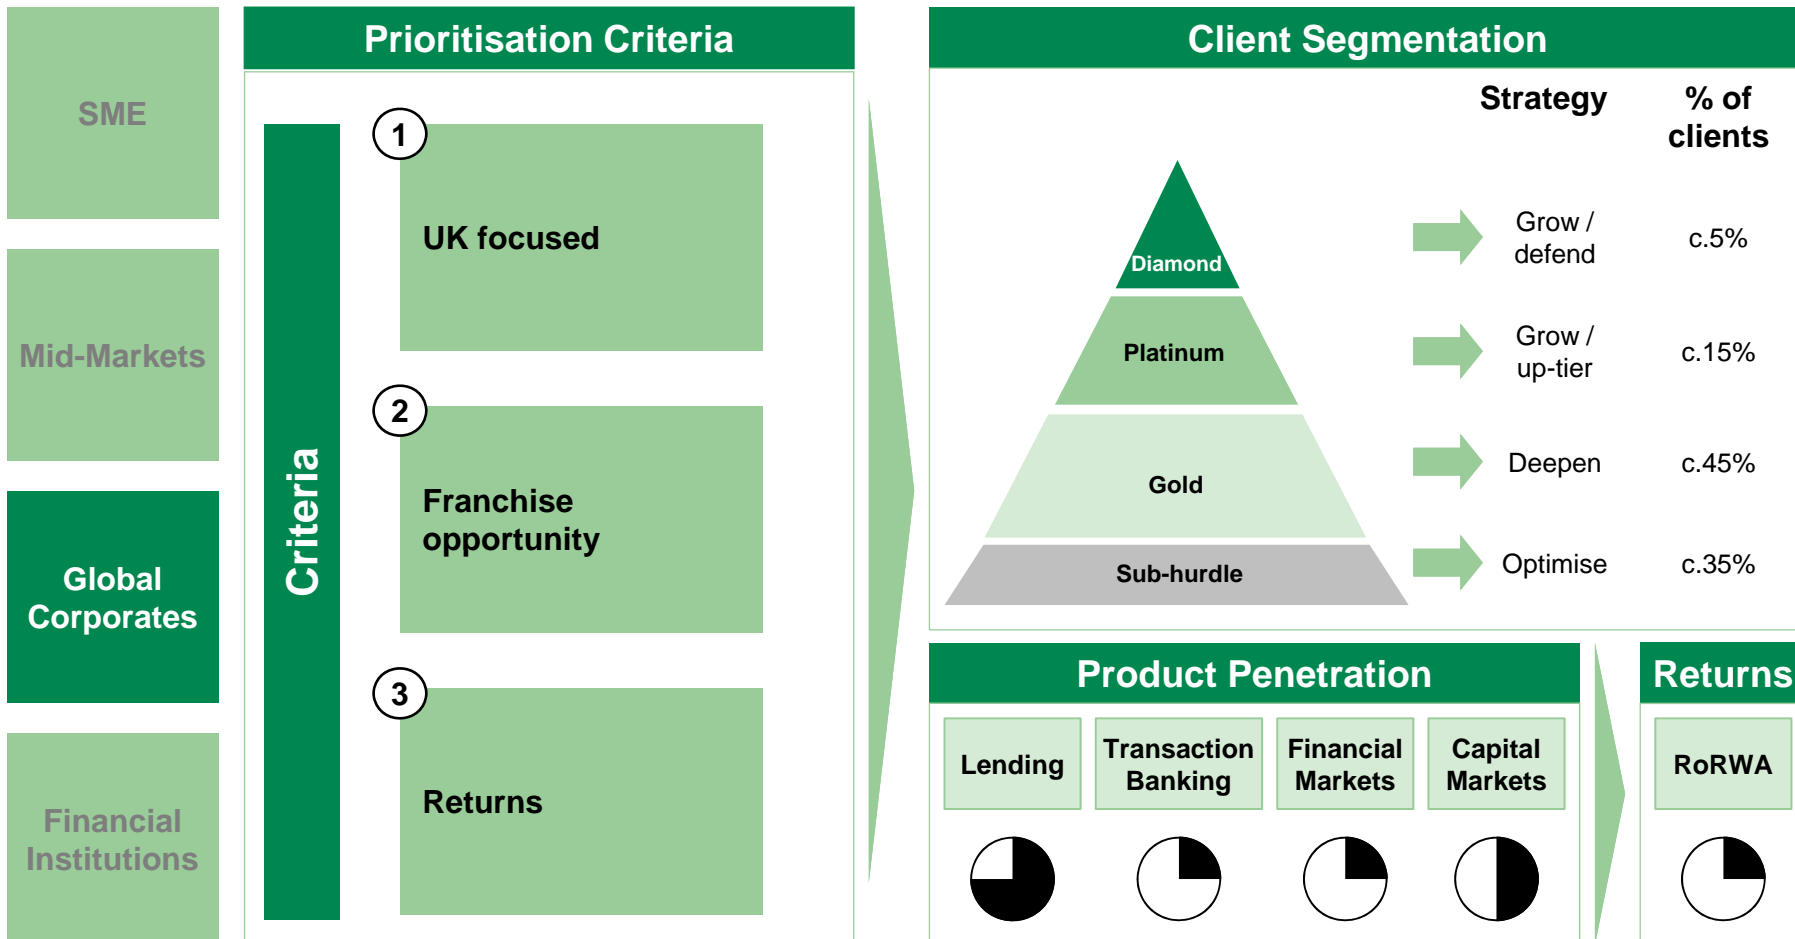 SME
Mid-Markets
Global
Corporates
Financial
Institutions
Prioritisation Criteria
Criteria
1
UK focused
2
Franchise
opportunity
3
Returns
Client Segmentation
Strategy
% of
clients
Diamond
Grow /
defend
c.5%
Platinum
Grow /
up-tier
c.15%
Gold
Deepen
c.45%
Sub-hurdle
Optimise
c.35%
Product Penetration
Lending
Transaction
Banking
Financial
Markets
Capital
Markets
Returns
RoRWA